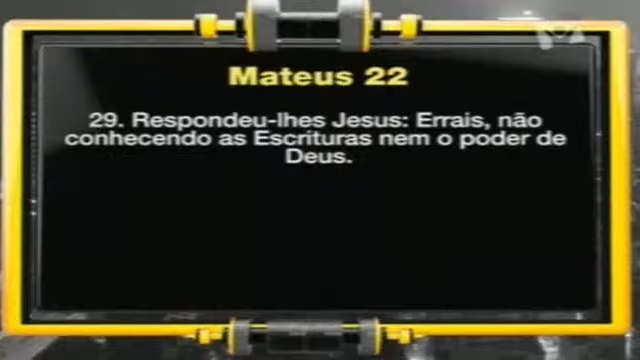 Mateus 22
29. Respondeu-lhes Jesus: Errais, não
conhecendo as Escrituras nem o poder de
Deus.